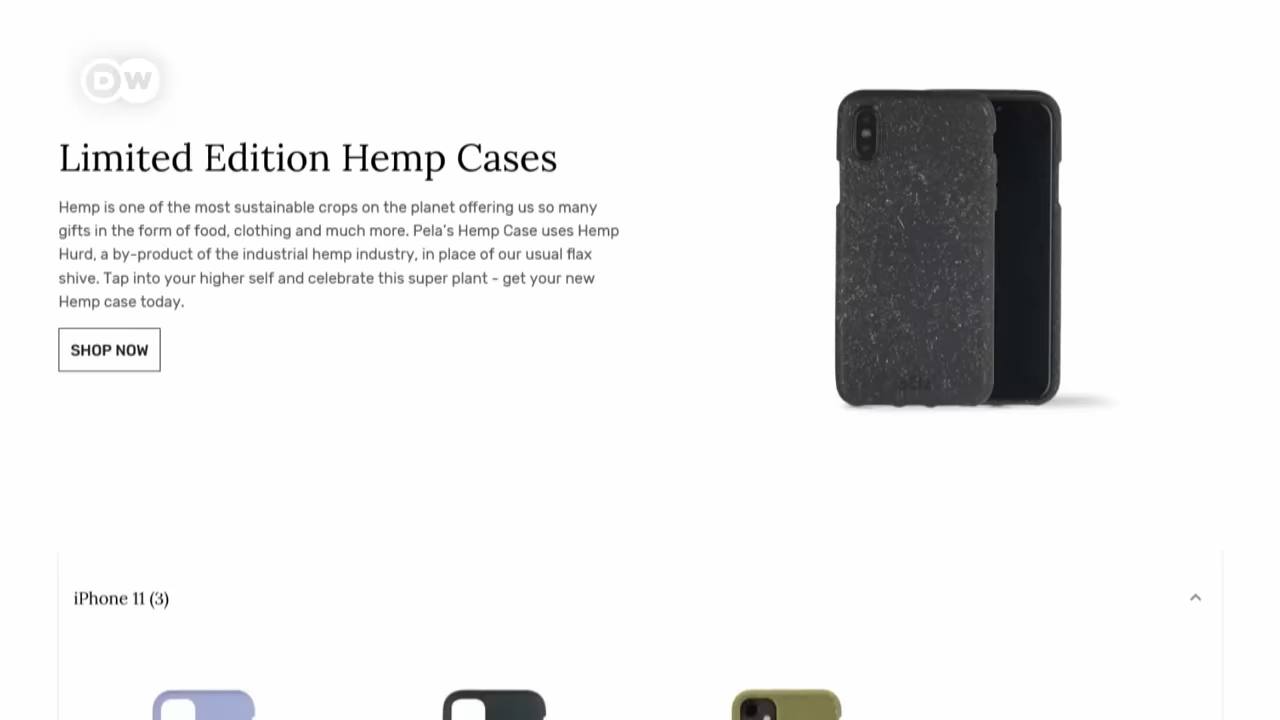 DW
Limited Edition Hemp Cases
Hemp is one of the most sustainable crops on the planet offering us so many
gifts in the form of food, clothing and much more. Pela's Hemp Case uses Hemp
Hurd, a by-product of the industrial hemp industry, in place of our usual flax
shive. Tap into your higher self and celebrate this super plant - get your new
Hemp case today.
SHOP NOW
iPhone 11 (3)